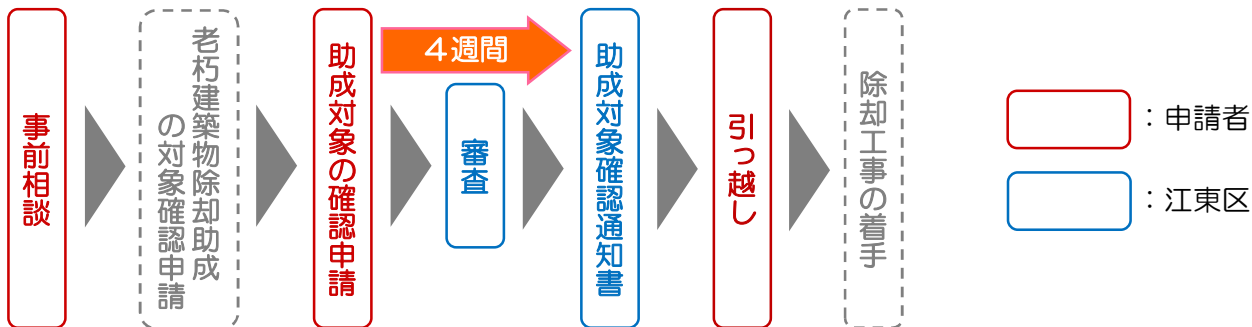 事前相談
老朽建築物除却助成
の対象確認申請
助成対象の確認申請
４週間
審査
助成対象確認通知書
引っ越し
除却工事の着手
：申請者
：江東区